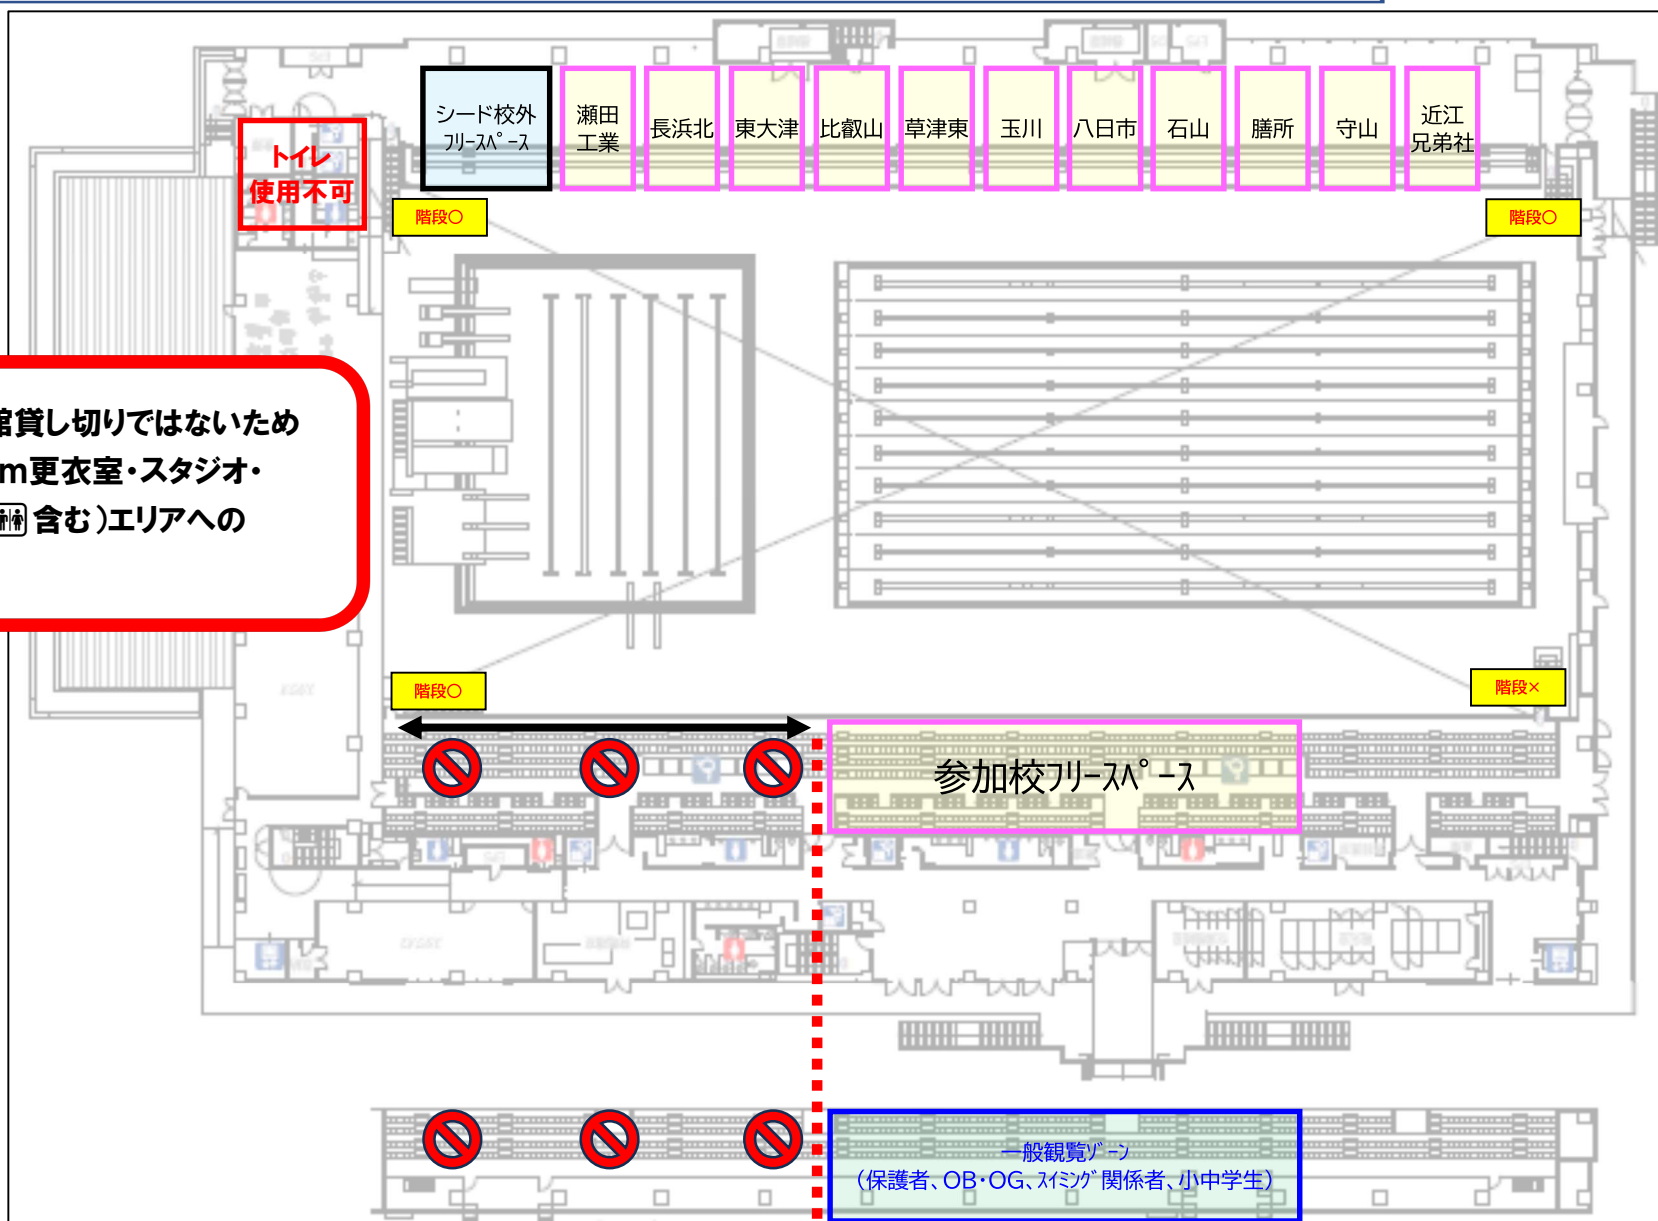 シード校外
フリースペース
瀬田
工業
長浜北
東大津
比叡山
草津東
玉川
八日市
石山
膳所
守山
近江
兄弟社
トイレ
使用不可
階段○
階段○
館貸し切りではないため
m更衣室・スタジオ・
含む)エリアへの
階段○
階段×
参加校フリースペース
一般観覧ゾーン
(保護者、OB・OG、スイミング関係者、小中学生)